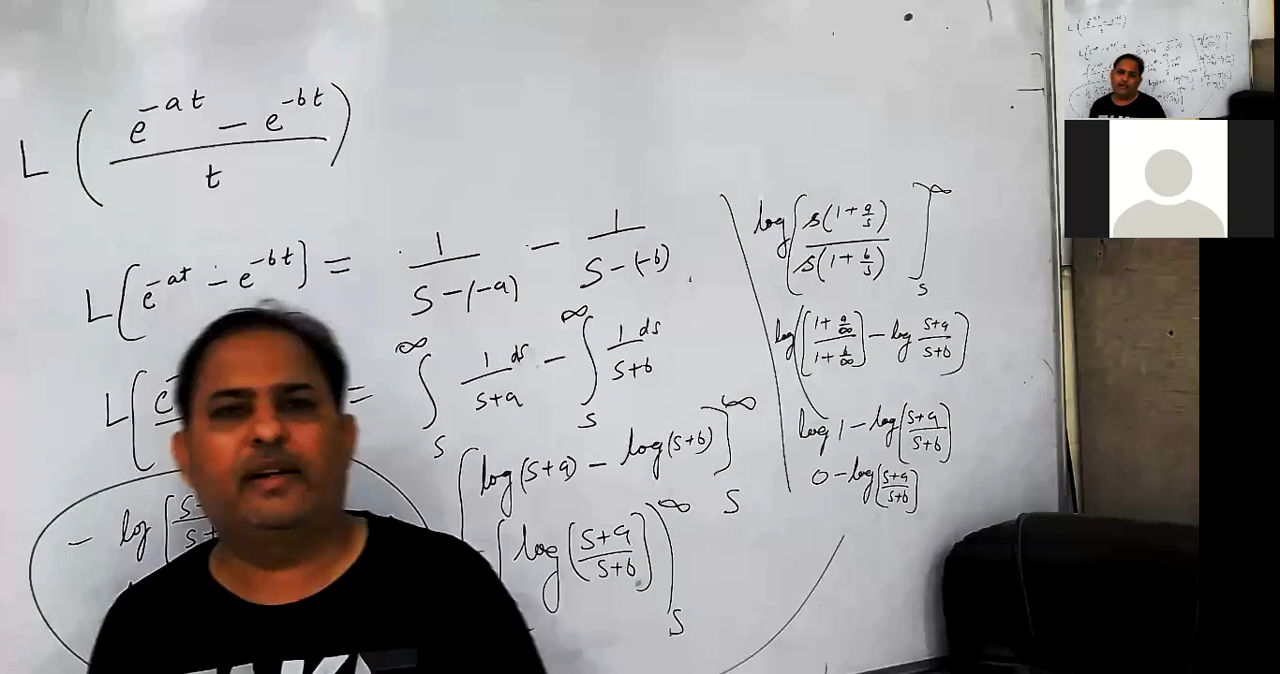 L ( (e^{-at} - e^{-bt}) / t )
L [ e^{-at} - e^{-bt} ] = 1/(S-(-a)) - 1/(S-(-b)) .
L [ e = ∫_S^∞ 1/(s+a) ds - ∫_S^∞ 1/(s+b) ds
[ log(s+a) - log(s+b) ]_S^∞
[ log( (s+a)/(s+b) ) ]_S^∞
- log [
log [ s(1+a/s) / s(1+b/s) ]_S^∞
log ( [ (1+a/∞) / (1+b/∞) ] - log (s+a)/(s+b) )
log 1 - log ( (s+a)/(s+b) )
0 - log ( (s+a)/(s+b) )